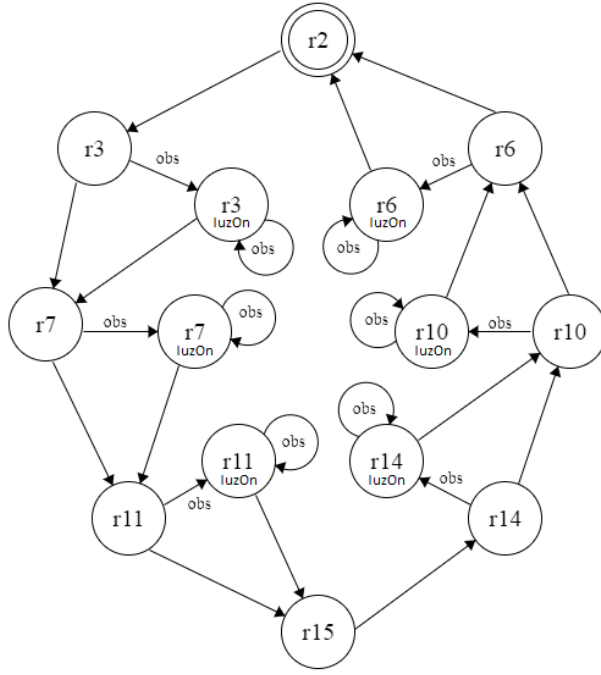 r2
r3
r6
obs
obs
r3
luzOn
r6
luzOn
obs
obs
r7
obs
r7
luzOn
obs
obs
r10
luzOn
obs
r10
obs
r11
luzOn
obs
obs
r14
luzOn
obs
r11
r14
r15